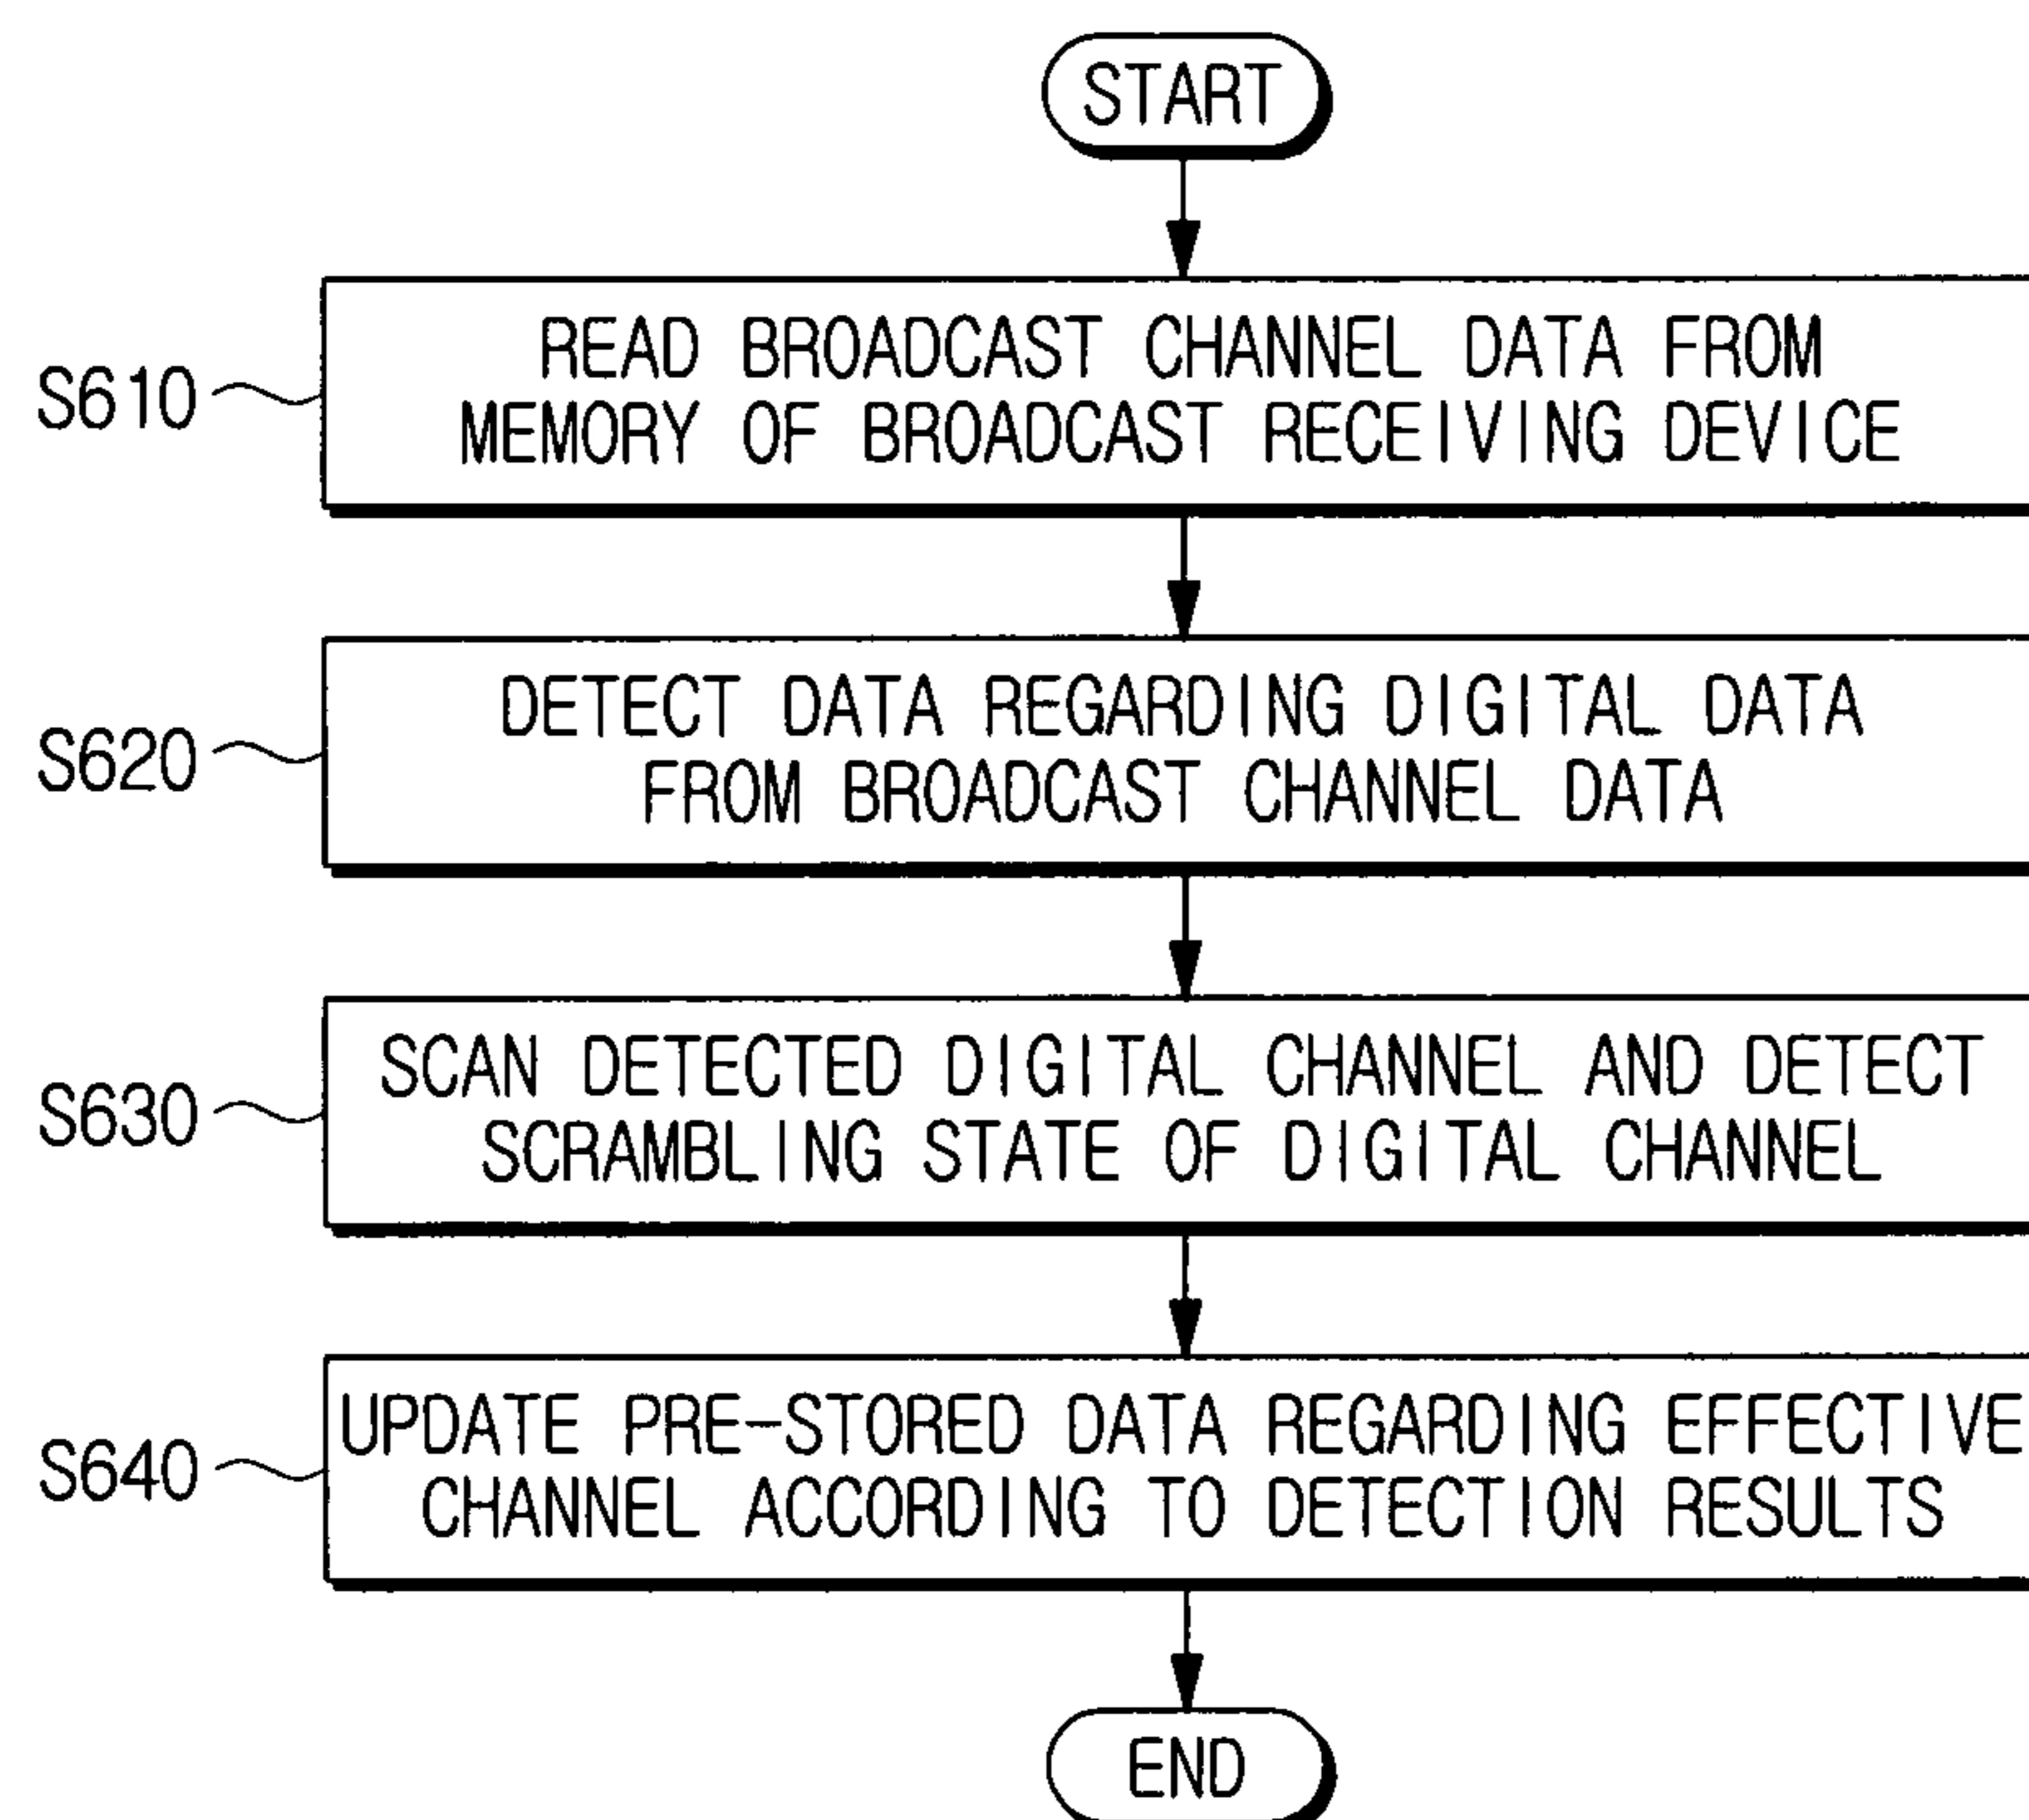 START
S610
READ BROADCAST CHANNEL DATA FROM
MEMORY OF BROADCAST RECEIVING DEVICE
S620
DETECT DATA REGARDING DIGITAL DATA
FROM BROADCAST CHANNEL DATA
S630
SCAN DETECTED DIGITAL CHANNEL AND DETECT
SCRAMBLING STATE OF DIGITAL CHANNEL
S640
UPDATE PRE-STORED DATA REGARDING EFFECTIVE
CHANNEL ACCORDING TO DETECTION RESULTS
END